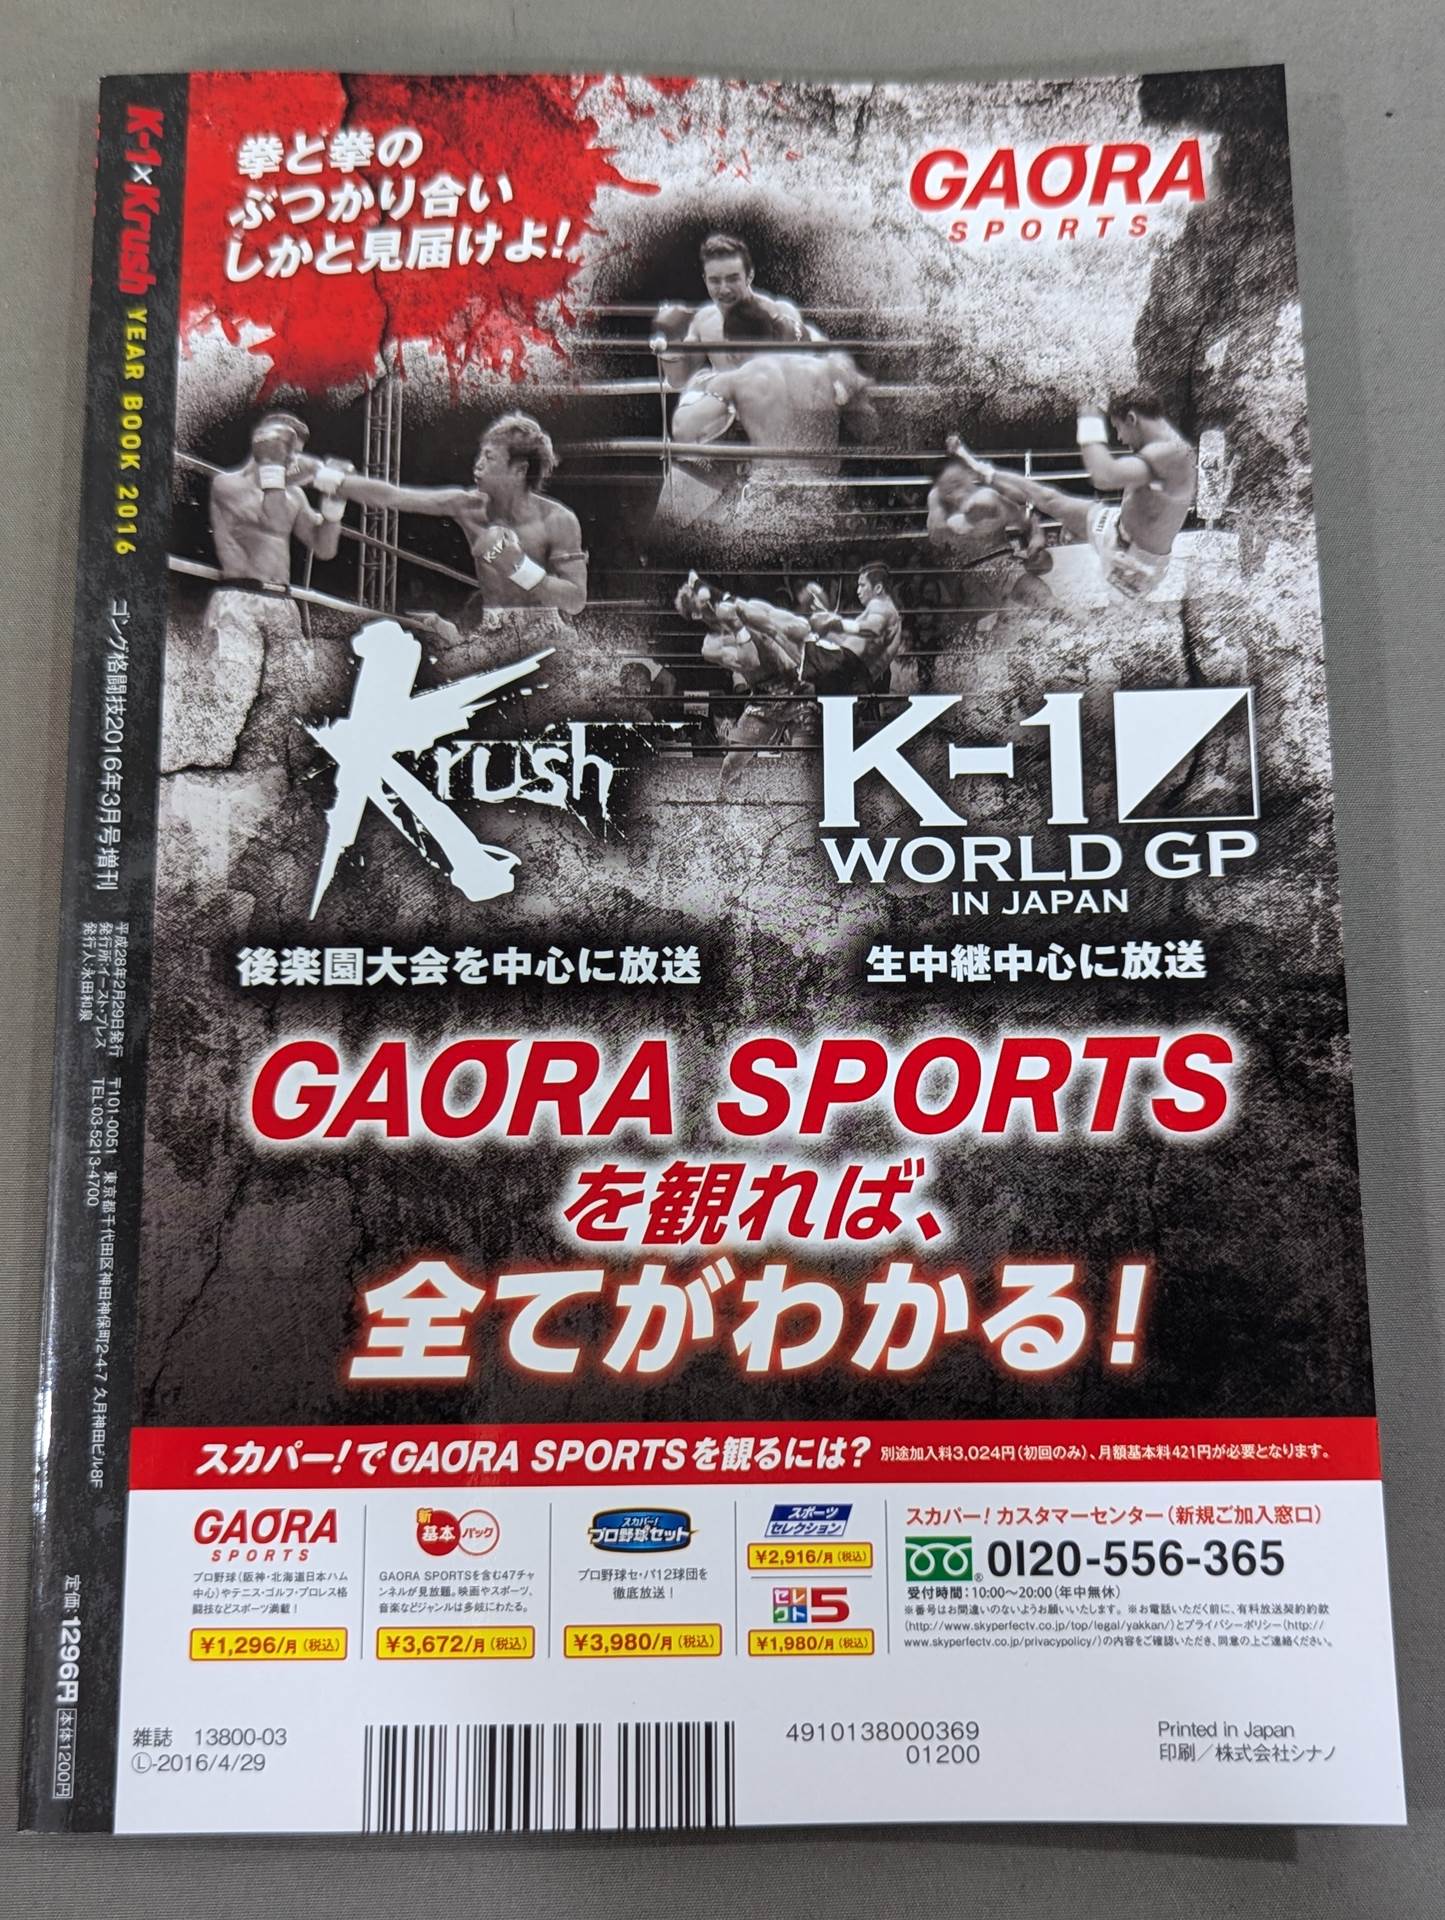 K-1×Krush YEAR BOOK 2016
ゴング格闘技2016年3月号増刊
平成28年2月29日発行 〒101-0051 東京都千代田区神田神保町2-4-7 久月神田ビル8F
発行所:イースト・プレス TEL:03-5213-4700
発行人:永田和泉
定価:1296円 本体1200円
拳と拳の
ぶつかり合い
しかと見届けよ!
GAORA
SPORTS
Krush
K-1
WORLD GP
IN JAPAN
後楽園大会を中心に放送
生中継中心に放送
GAORA SPORTS
を観れば、
全てがわかる!
スカパー!でGAORA SPORTSを観るには? 別途加入料3,024円(初回のみ)、月額基本料421円が必要となります。
GAORA
SPORTS
プロ野球(阪神・北海道日本ハム
中心)やテニス・ゴルフ・プロレス格
闘技などスポーツ満載!
¥1,296/月(税込)
新
基本パック
GAORA SPORTSを含む47チャ
ンネルが見放題。映画やスポーツ、
音楽などジャンルは多岐にわたる。
¥3,672/月(税込)
スカパー!
プロ野球セット
プロ野球セ・パ12球団を
徹底放送!
¥3,980/月(税込)
スポーツ
セレクション
¥2,916/月(税込)
セレクト5
¥1,980/月(税込)
スカパー!カスタマーセンター(新規ご加入窓口)
0120-556-365
受付時間:10:00〜20:00(年中無休)
※番号はお間違いのないようお願いいたします。※お電話いただく前に、有料放送契約約款
(http://www.skyperfectv.co.jp/top/legal/yakkan/)とプライバシーポリシー(http://
www.skyperfectv.co.jp/privacypolicy/)の内容をご確認いただき、同意の上ご連絡ください。
雑誌 13800-03
Ⓛ-2016/4/29
4910138000369
01200
Printed in Japan
印刷/株式会社シナノ